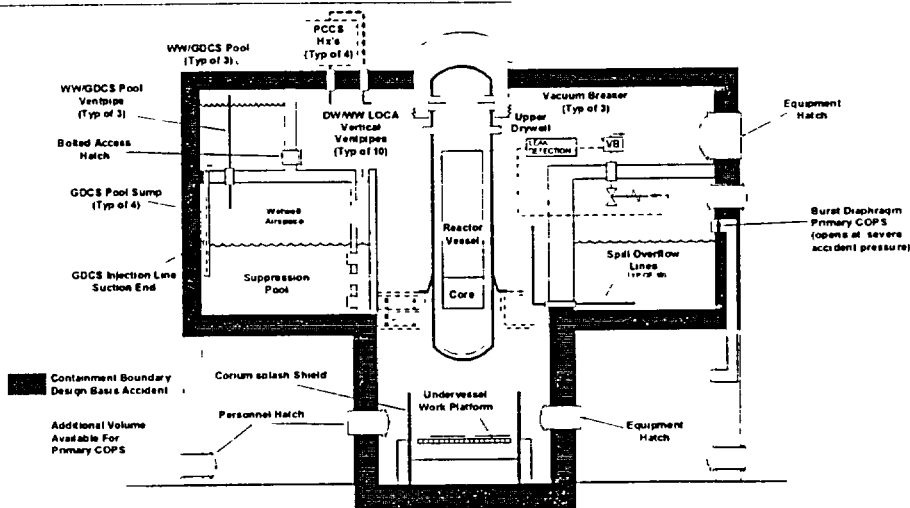 PCCS
Hx's
(Typ of 4)
WW/GDCS Pool
(Typ of 3)
WW/GDCS Pool
Ventpipe
(Typ of 3)
Bolted Access
Hatch
GDCS Pool Sump
(Typ of 4)
GDCS Injection Line
Suction End
DW/WW LOCA
Vertical
Ventpipes
(Typ of 10)
Wetwell
Airspace
Suppression
Pool
Reactor
Vessel
Core
Vacuum Breaker
(Typ of 3)
Upper
Drywell
LEAK
DETECTION
VB
Equipment
Hatch
Burst Diaphragm
Primary COPS
(opens at severe
accident pressure)
Spill Overflow
Lines
Containment Boundary
Design Basis Accident
Additional Volume
Available For
Primary COPS
Corium splash Shield
Personnel Hatch
Undervessel
Work Platform
Equipment
Hatch